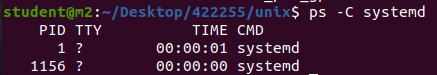 student@m2:~/Desktop/422255/unix$ ps -C systemd
PID TTY TIME CMD
1 ? 00:00:01 systemd
1156 ? 00:00:00 systemd